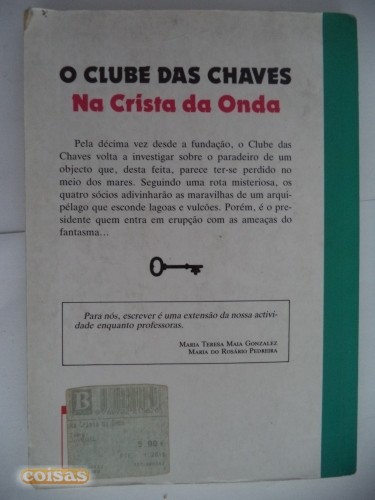 O CLUBE DAS CHAVES
Na Crista da Onda
Pela décima vez desde a fundação, o Clube das
Chaves volta a investigar sobre o paradeiro de um
objecto que, desta feita, parece ter-se perdido no
meio dos mares. Seguindo uma rota misteriosa, os
quatro sócios adivinharão as maravilhas de um arqui-
pélago que esconde lagoas e vulcões. Porém, é o pre-
sidente quem entra em erupção com as ameaças do
fantasma...
Para nós, escrever é uma extensão da nossa activi-
dade enquanto professoras.
MARIA TERESA MAIA GONZALEZ
MARIA DO ROSÁRIO PEDREIRA
B
coisas